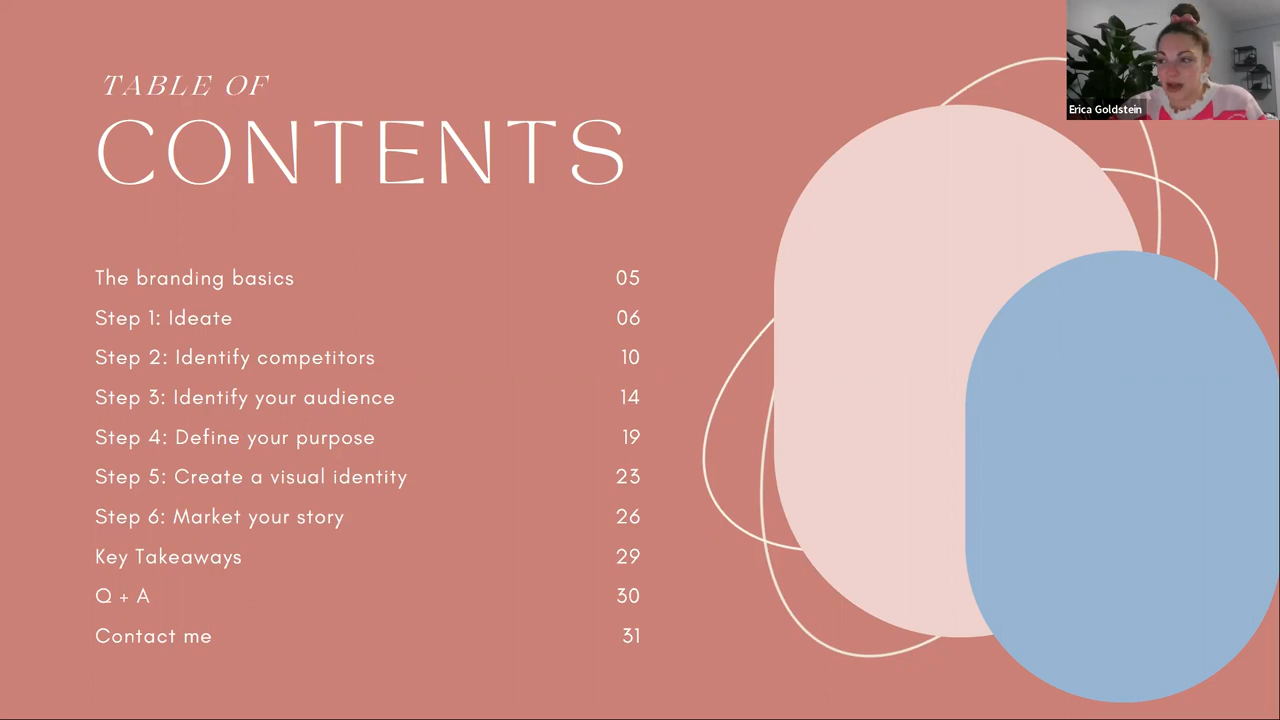 TABLE OF
CONTENTS
The branding basics 05
Step 1: Ideate 06
Step 2: Identify competitors 10
Step 3: Identify your audience 14
Step 4: Define your purpose 19
Step 5: Create a visual identity 23
Step 6: Market your story 26
Key Takeaways 29
Q + A 30
Contact me 31
Erica Goldstein